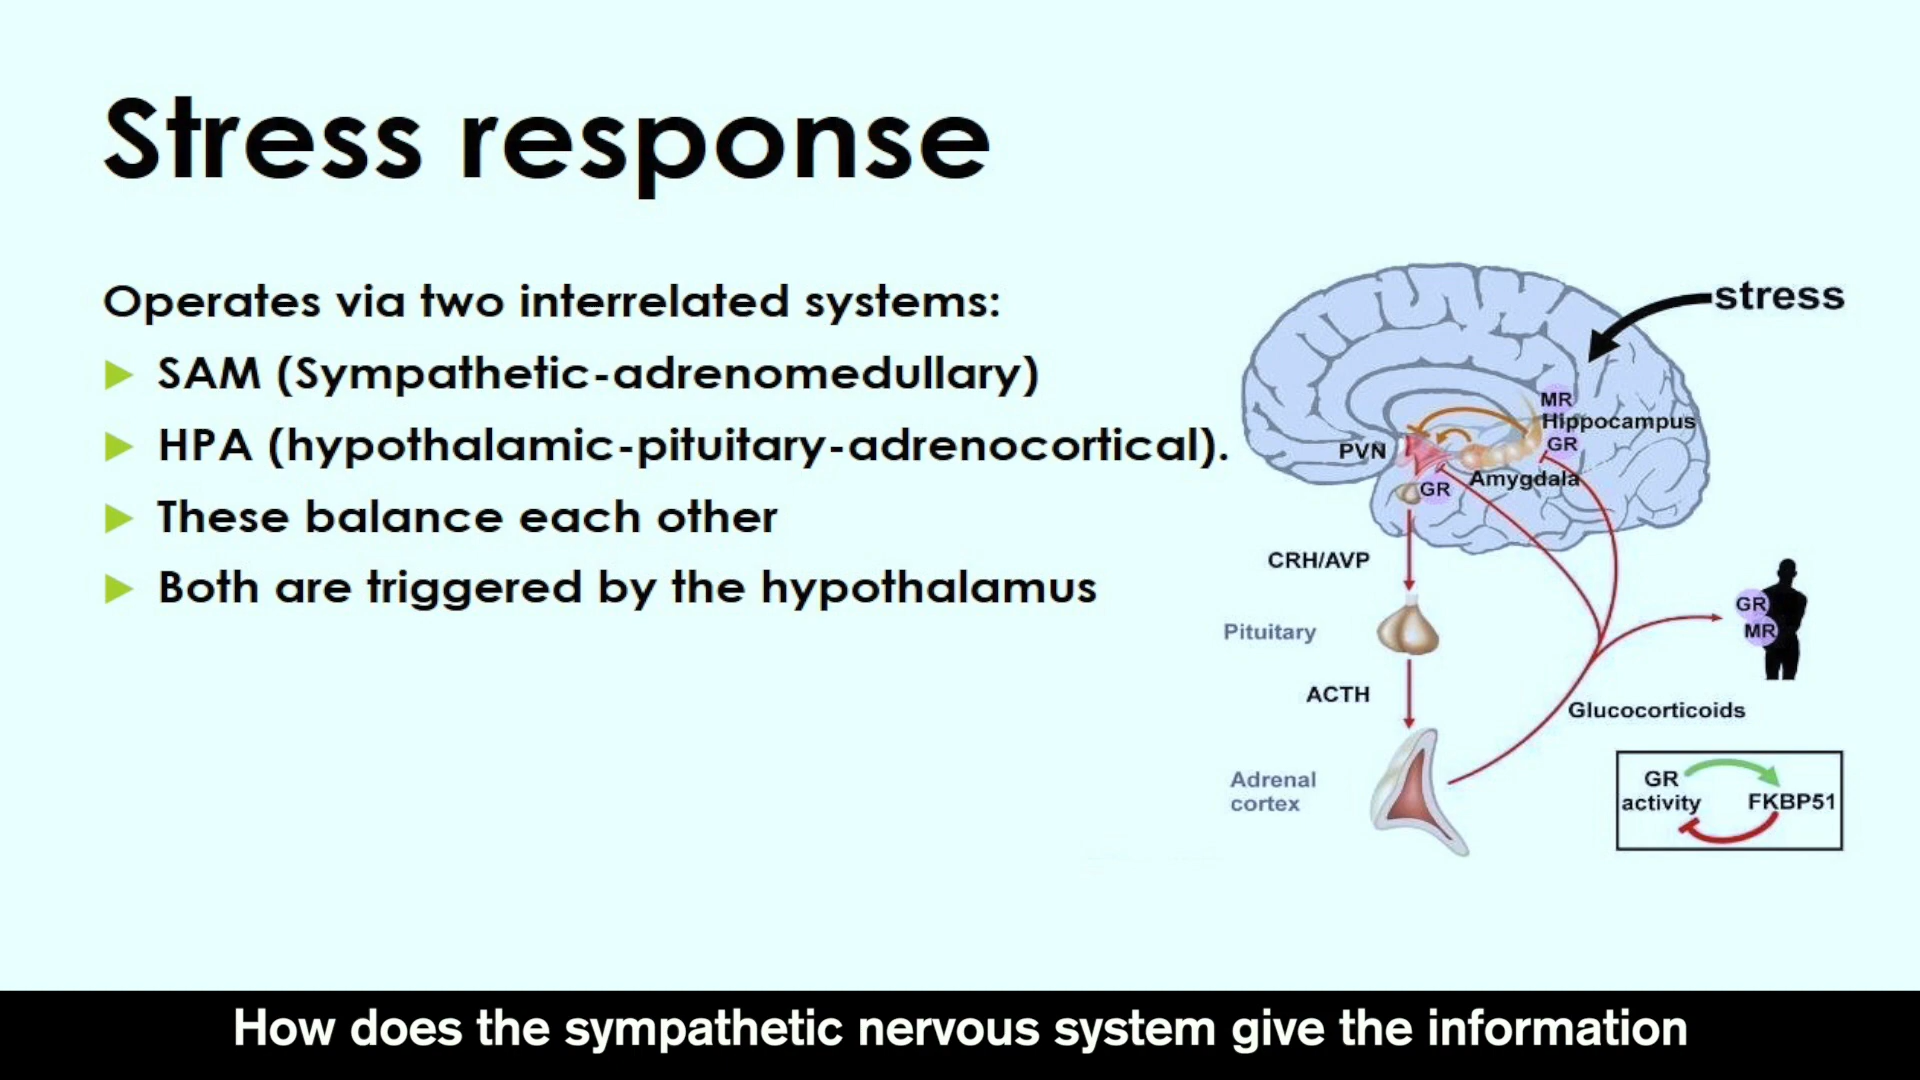 Stress response
Operates via two interrelated systems:
SAM (Sympathetic-adrenomedullary)
HPA (hypothalamic-pituitary-adrenocortical).
These balance each other
Both are triggered by the hypothalamus
stress
MR
Hippocampus
GR
PVN
Amygdala
GR
CRH/AVP
Pituitary
ACTH
Adrenal
cortex
Glucocorticoids
GR
MR
GR
activity
FKBP51
How does the sympathetic nervous system give the information